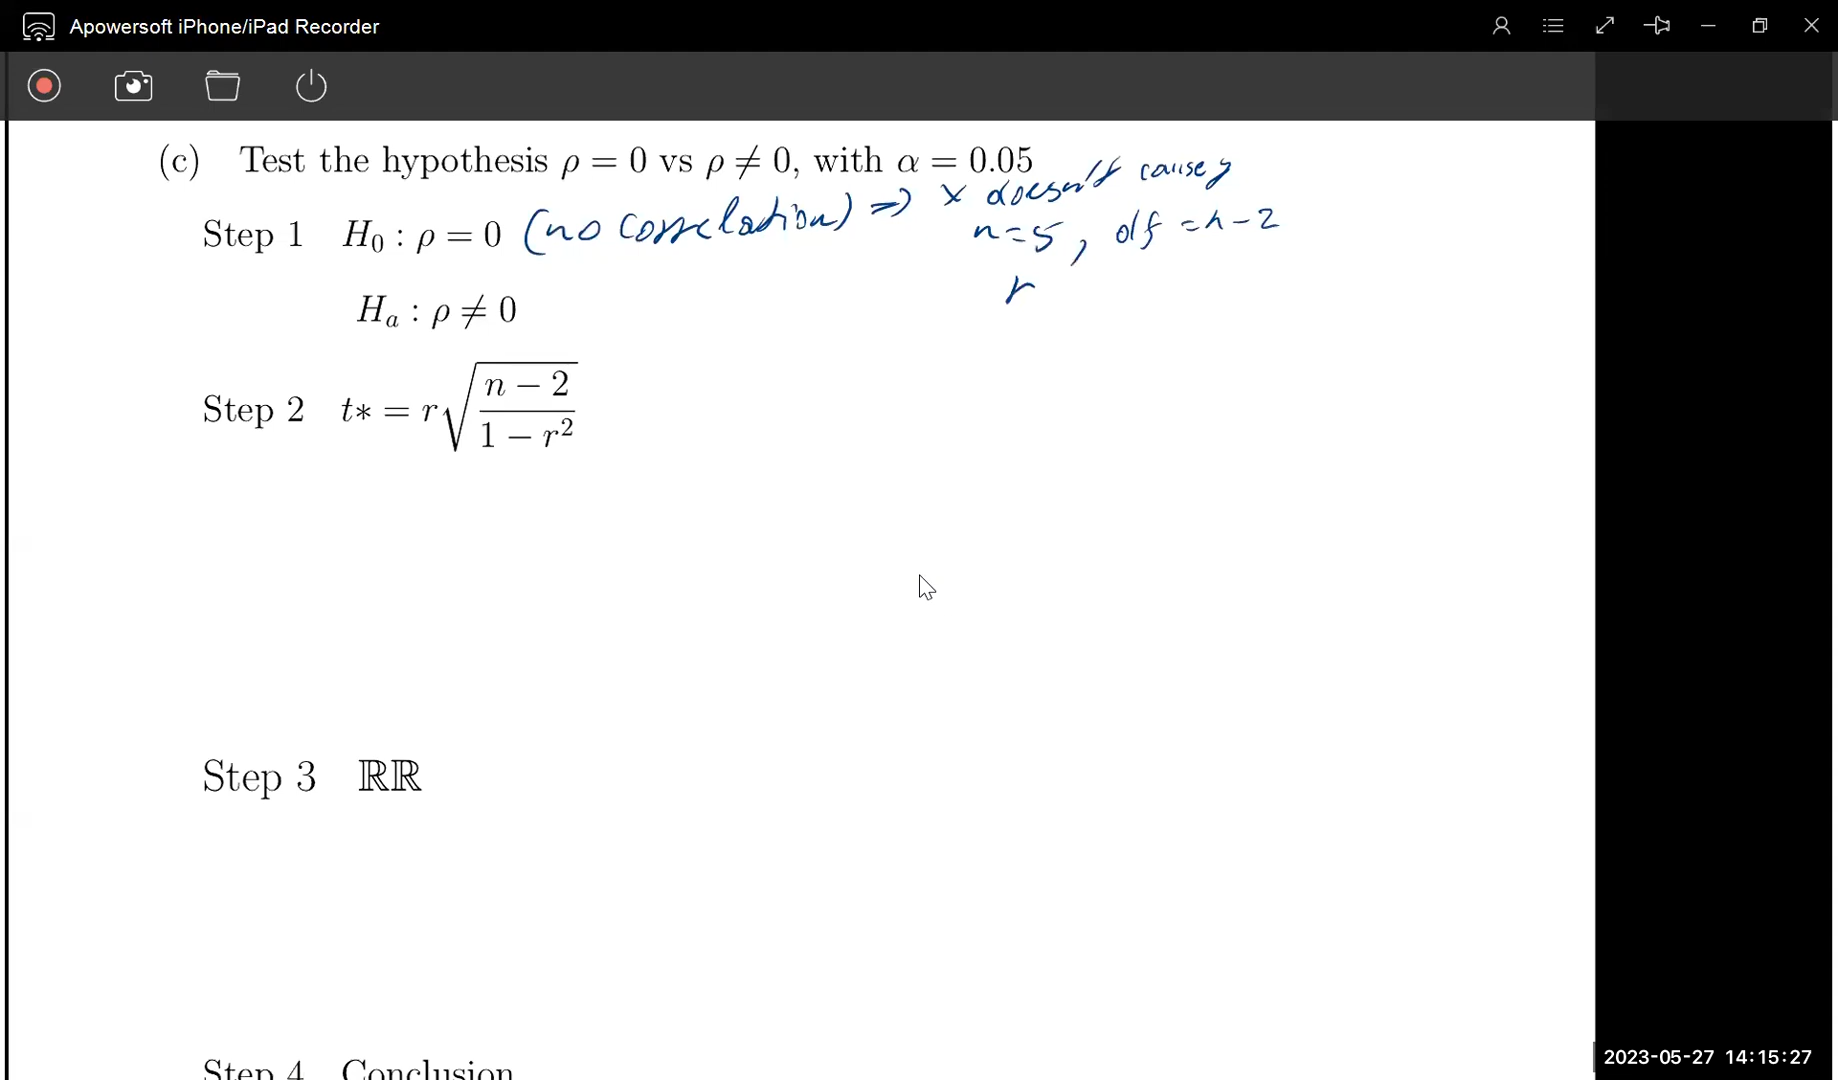 Apowersoft iPhone/iPad Recorder
(c) Test the hypothesis ρ = 0 vs ρ ≠ 0, with α = 0.05
Step 1 H₀ : ρ = 0 (no correlation) ⇒ x doesn't cause y
n = 5, df = n - 2
r
Hₐ : ρ ≠ 0
Step 2 t* = r√((n − 2)/(1 − r²))
Step 3 ℝℝ
Step 4 Conclusion
2023-05-27 14:15:27